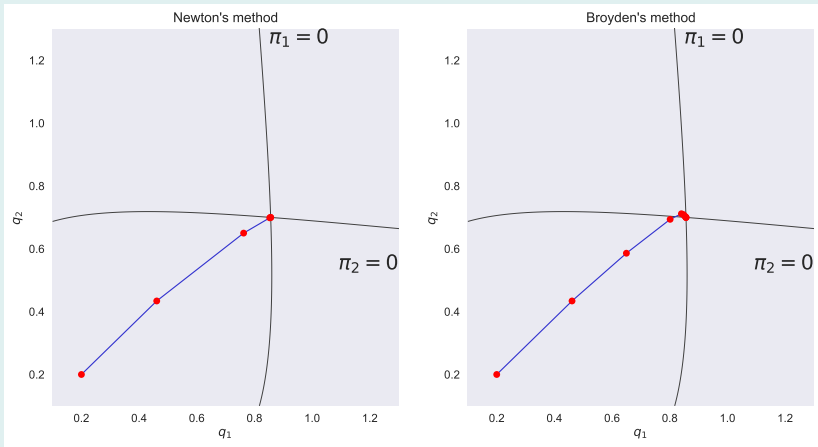 Newton's method
π₁ = 0
1.2
1.0
0.8
0.6
0.4
0.2
q₂
π₂ = 0
0.2 0.4 0.6 0.8 1.0 1.2
q₁
Broyden's method
π₁ = 0
1.2
1.0
0.8
0.6
0.4
0.2
q₂
π₂ = 0
0.2 0.4 0.6 0.8 1.0 1.2
q₁